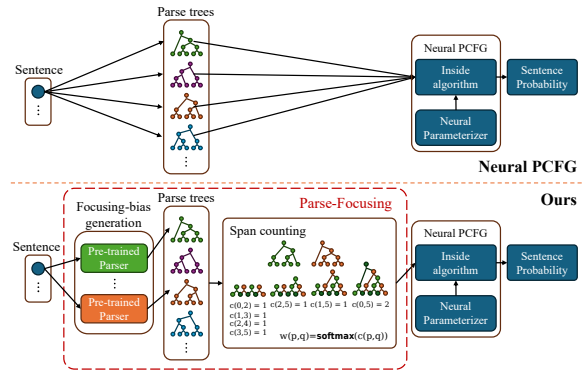 Parse trees
Sentence
⋮
⋮
Neural PCFG
Inside
algorithm
Sentence
Probability
Neural
Parameterizer
Neural PCFG
Ours
Parse-Focusing
Focusing-bias
generation
Parse trees
Span counting
Neural PCFG
Sentence
⋮
Pre-trained
Parser
⋮
Pre-trained
Parser
⋮
c(0,2) = 1 c(2,5) = 1 c(1,5) = 1 c(0,5) = 2
c(1,3) = 1
c(2,4) = 1
c(3,5) = 1
w(p,q)=softmax(c(p,q))
Inside
algorithm
Sentence
Probability
Neural
Parameterizer